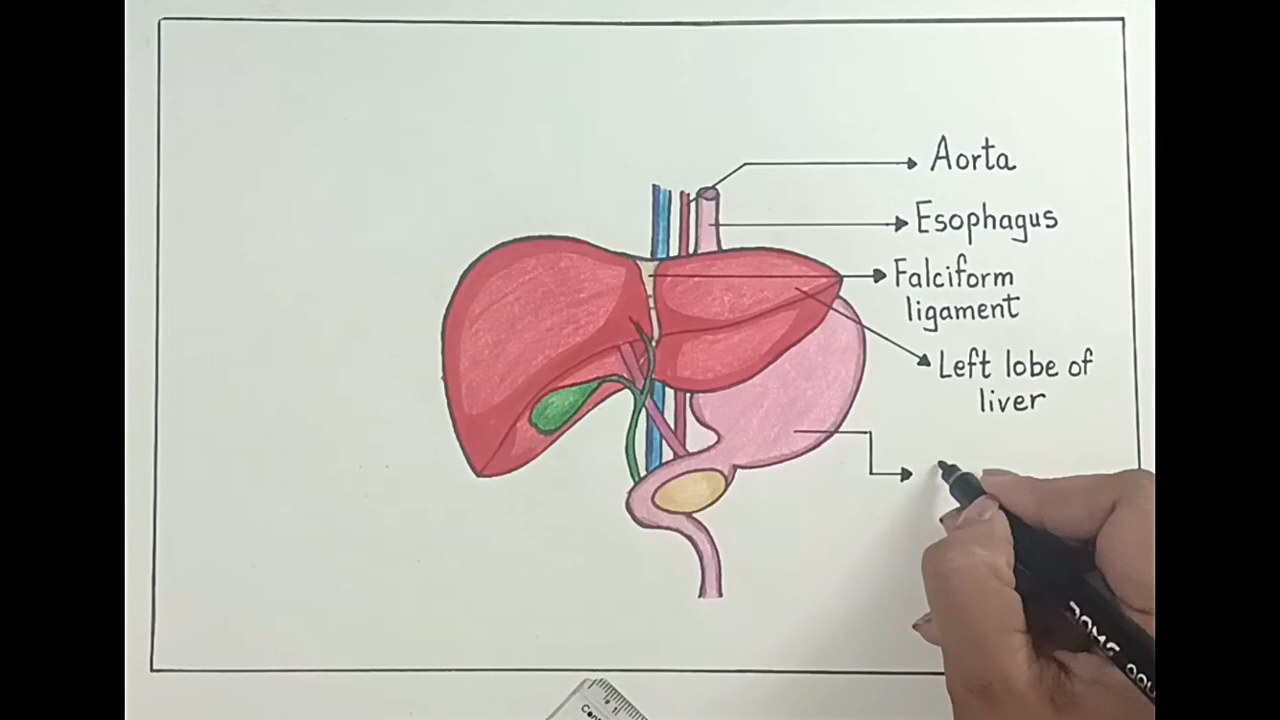 Aorta
Esophagus
Falciform
ligament
Left lobe of
liver